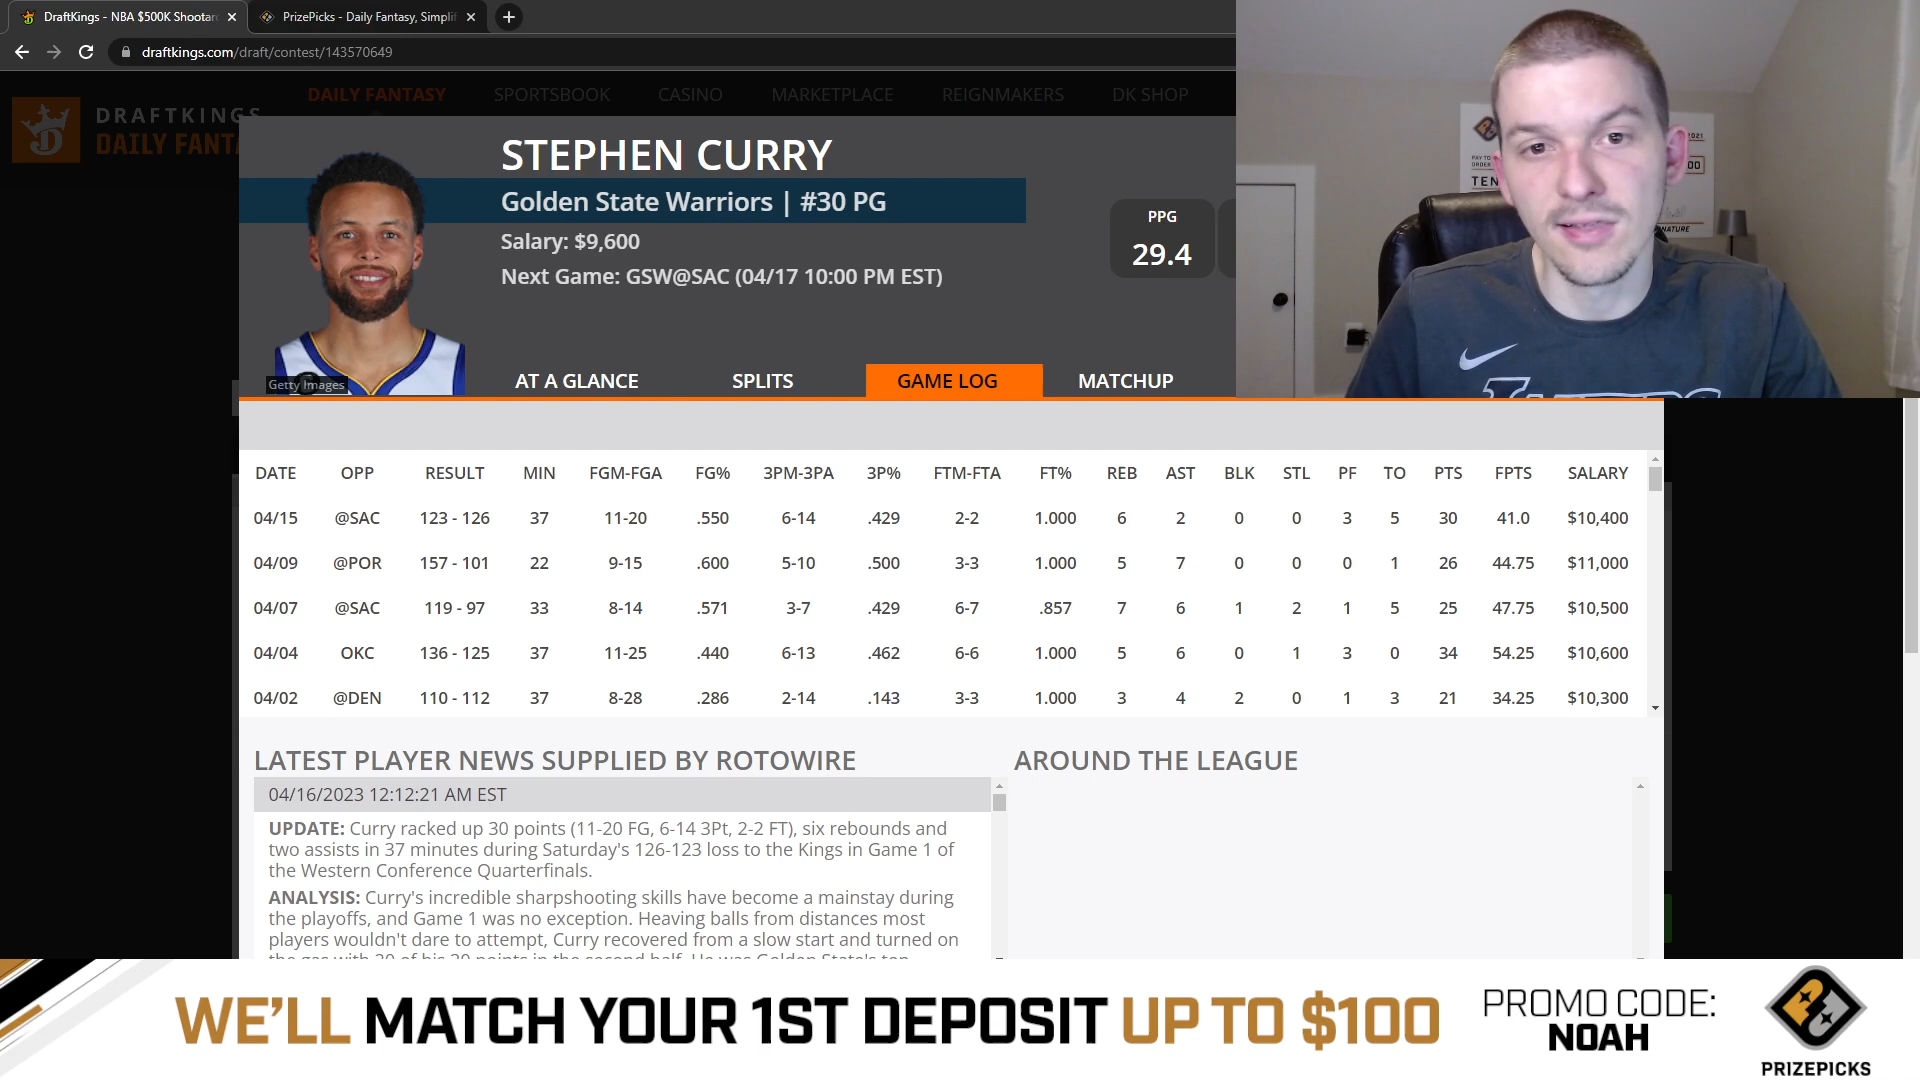 DraftKings - NBA $500K Shootar
PrizePicks - Daily Fantasy, Simplif
draftkings.com/draft/contest/143570649
DAILY FANTASY SPORTSBOOK CASINO MARKETPLACE REIGNMAKERS DK SHOP
DRAFTKINGS
DAILY FANTA
STEPHEN CURRY
Golden State Warriors | #30 PG
Salary: $9,600
Next Game: GSW@SAC (04/17 10:00 PM EST)
PPG
29.4
Getty Images
AT A GLANCE SPLITS GAME LOG MATCHUP
DATE OPP RESULT MIN FGM-FGA FG% 3PM-3PA 3P% FTM-FTA FT% REB AST BLK STL PF TO PTS FPTS SALARY
04/15 @SAC 123 - 126 37 11-20 .550 6-14 .429 2-2 1.000 6 2 0 0 3 5 30 41.0 $10,400
04/09 @POR 157 - 101 22 9-15 .600 5-10 .500 3-3 1.000 5 7 0 0 0 1 26 44.75 $11,000
04/07 @SAC 119 - 97 33 8-14 .571 3-7 .429 6-7 .857 7 6 1 2 1 5 25 47.75 $10,500
04/04 OKC 136 - 125 37 11-25 .440 6-13 .462 6-6 1.000 5 6 0 1 3 0 34 54.25 $10,600
04/02 @DEN 110 - 112 37 8-28 .286 2-14 .143 3-3 1.000 3 4 2 0 1 3 21 34.25 $10,300
LATEST PLAYER NEWS SUPPLIED BY ROTOWIRE
AROUND THE LEAGUE
04/16/2023 12:12:21 AM EST
UPDATE: Curry racked up 30 points (11-20 FG, 6-14 3Pt, 2-2 FT), six rebounds and
two assists in 37 minutes during Saturday's 126-123 loss to the Kings in Game 1 of
the Western Conference Quarterfinals.
ANALYSIS: Curry's incredible sharpshooting skills have become a mainstay during
the playoffs, and Game 1 was no exception. Heaving balls from distances most
players wouldn't dare to attempt, Curry recovered from a slow start and turned on
WE'LL MATCH YOUR 1ST DEPOSIT UP TO $100
PROMO CODE:
NOAH
PRIZEPICKS